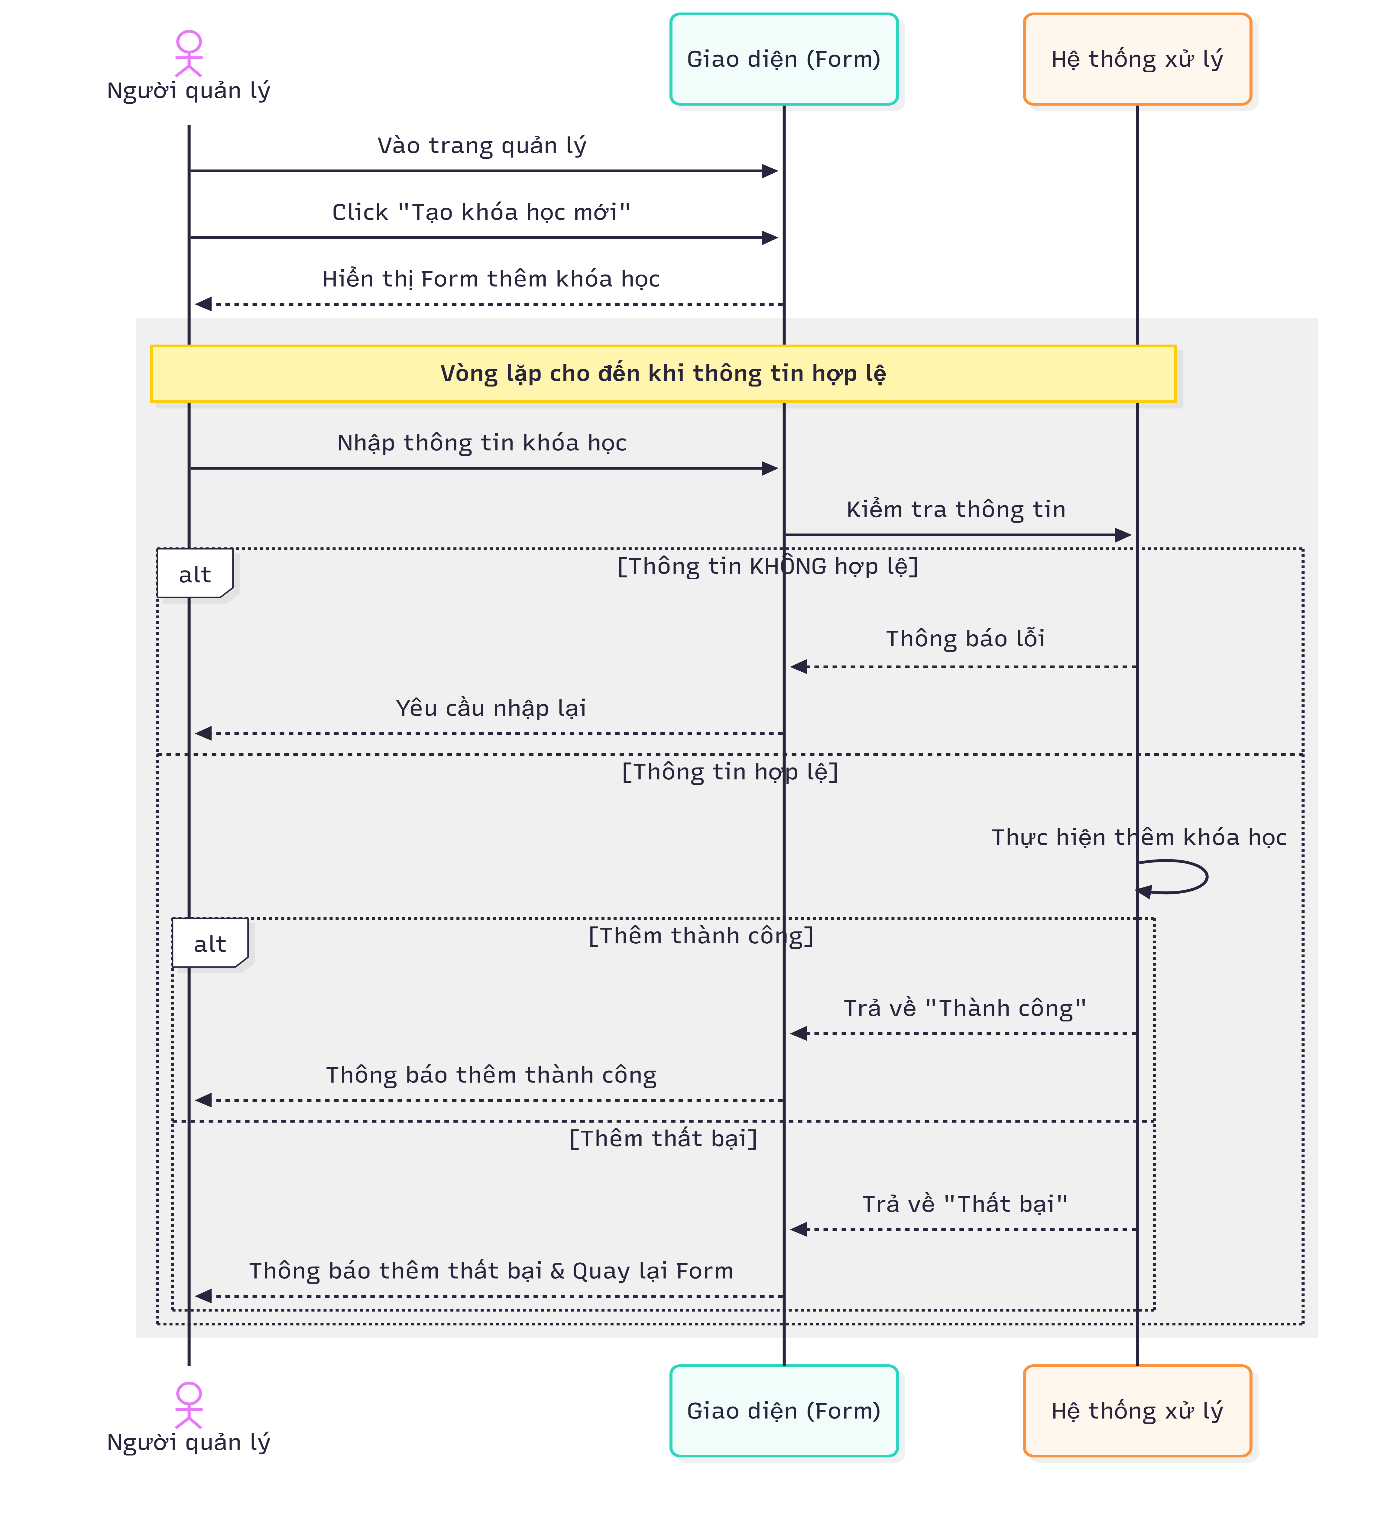 Người quản lý
Giao diện (Form)
Hệ thống xử lý
Vào trang quản lý
Click "Tạo khóa học mới"
Hiển thị Form thêm khóa học
Vòng lặp cho đến khi thông tin hợp lệ
Nhập thông tin khóa học
Kiểm tra thông tin
alt
[Thông tin KHÔNG hợp lệ]
Thông báo lỗi
Yêu cầu nhập lại
[Thông tin hợp lệ]
Thực hiện thêm khóa học
alt
[Thêm thành công]
Trả về "Thành công"
Thông báo thêm thành công
[Thêm thất bại]
Trả về "Thất bại"
Thông báo thêm thất bại & Quay lại Form
Người quản lý
Giao diện (Form)
Hệ thống xử lý